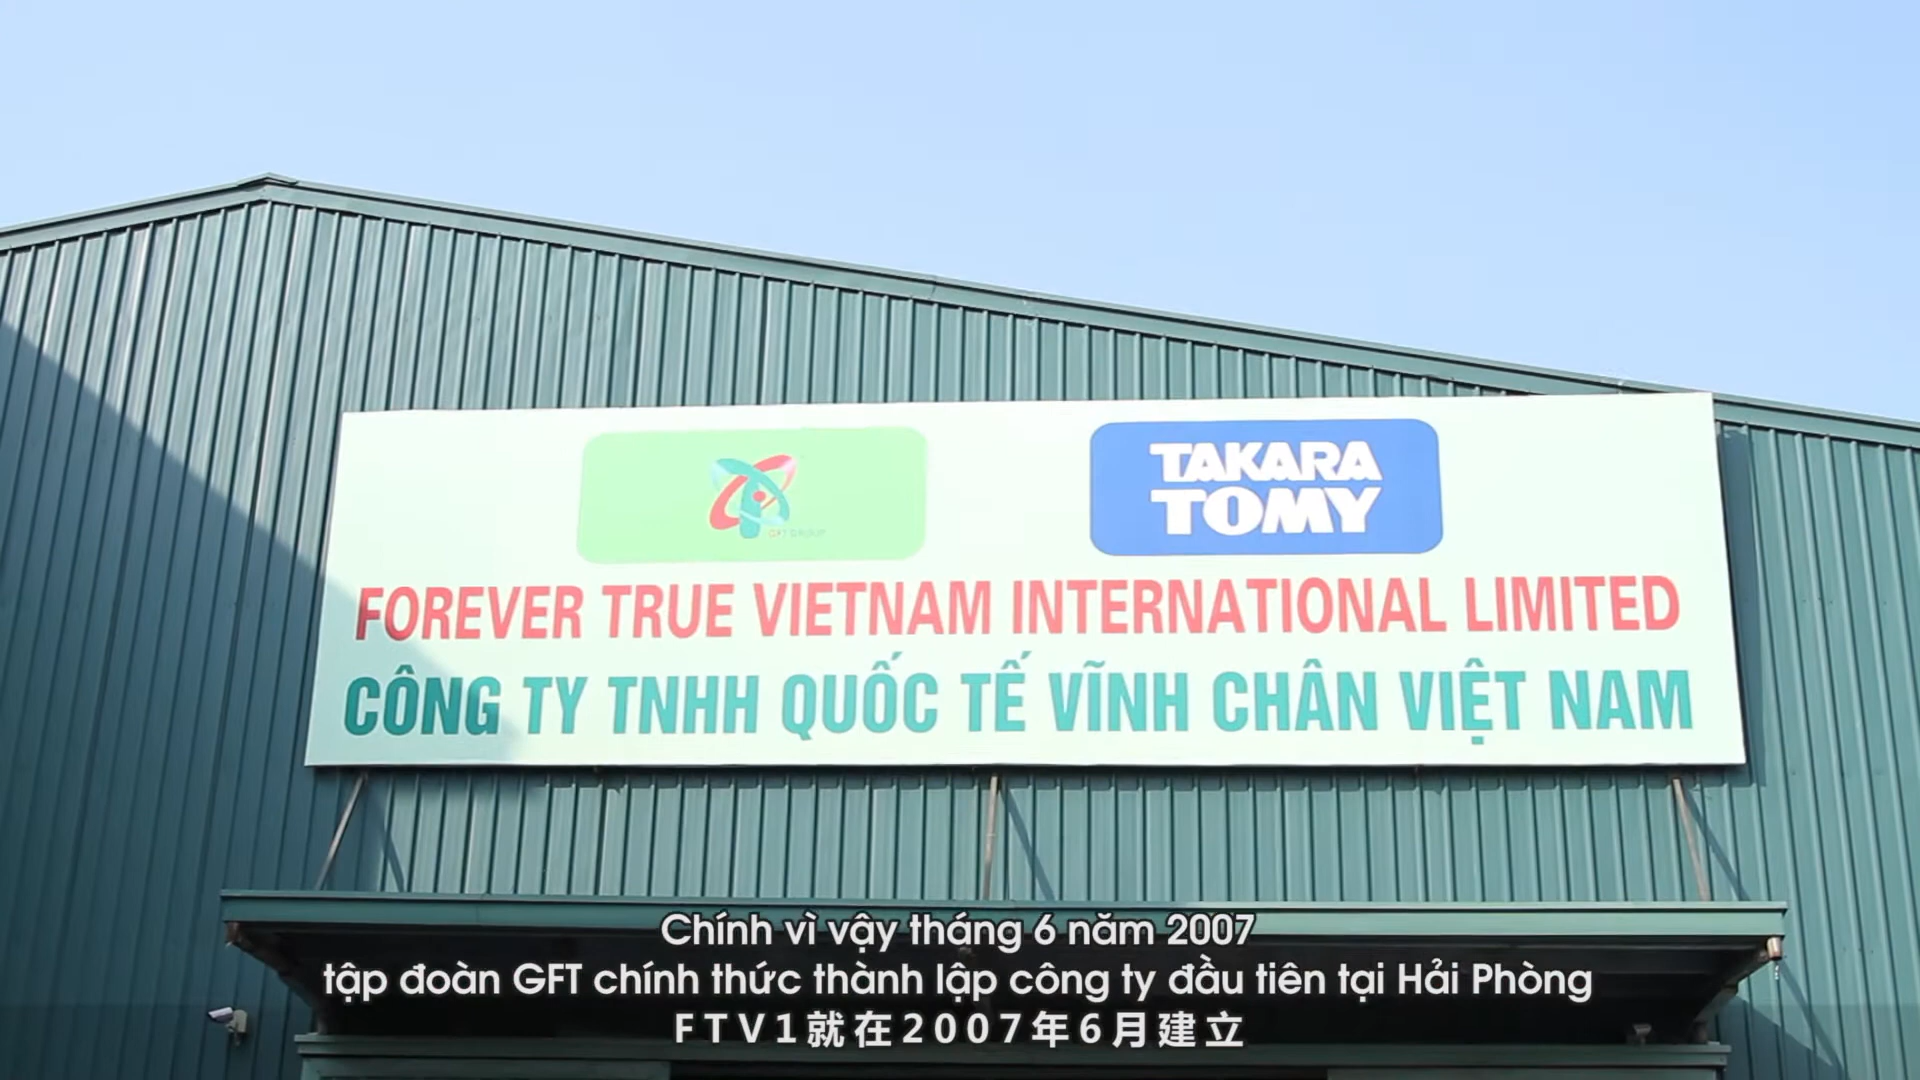 GFT GROUP
TAKARA
TOMY
FOREVER TRUE VIETNAM INTERNATIONAL LIMITED
CÔNG TY TNHH QUỐC TẾ VĨNH CHÂN VIỆT NAM
Chính vì vậy tháng 6 năm 2007
tập đoàn GFT chính thức thành lập công ty đầu tiên tại Hải Phòng
FTV1就在2007年6月建立